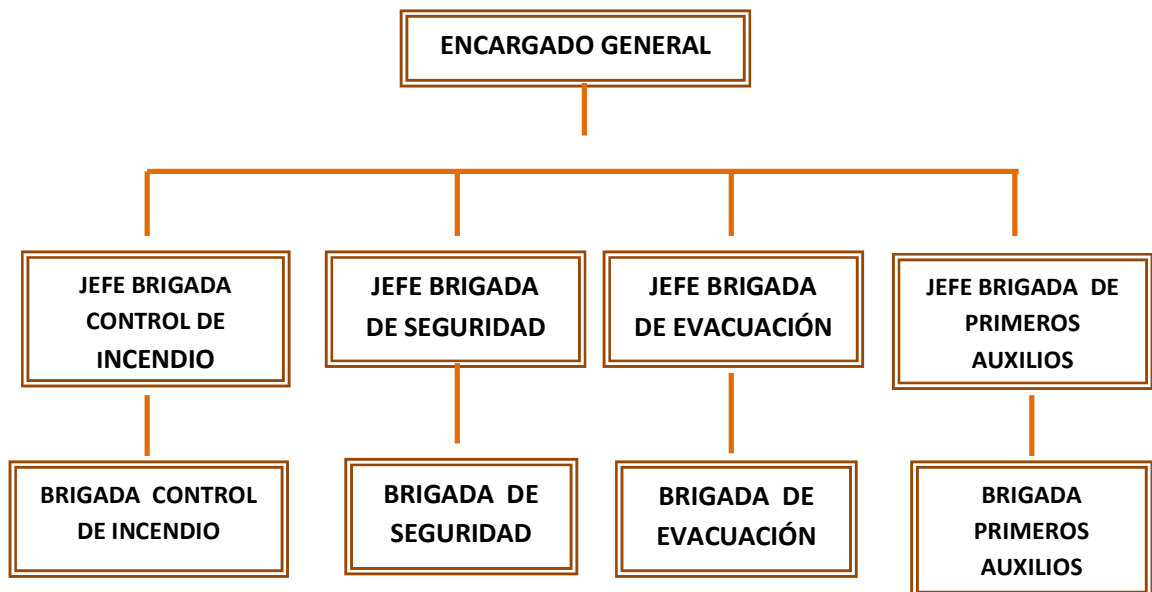 ENCARGADO GENERAL
JEFE BRIGADA
CONTROL DE
INCENDIO
JEFE BRIGADA
DE SEGURIDAD
JEFE BRIGADA
DE EVACUACIÓN
JEFE BRIGADA DE
PRIMEROS
AUXILIOS
BRIGADA CONTROL
DE INCENDIO
BRIGADA DE
SEGURIDAD
BRIGADA DE
EVACUACIÓN
BRIGADA
PRIMEROS
AUXILIOS